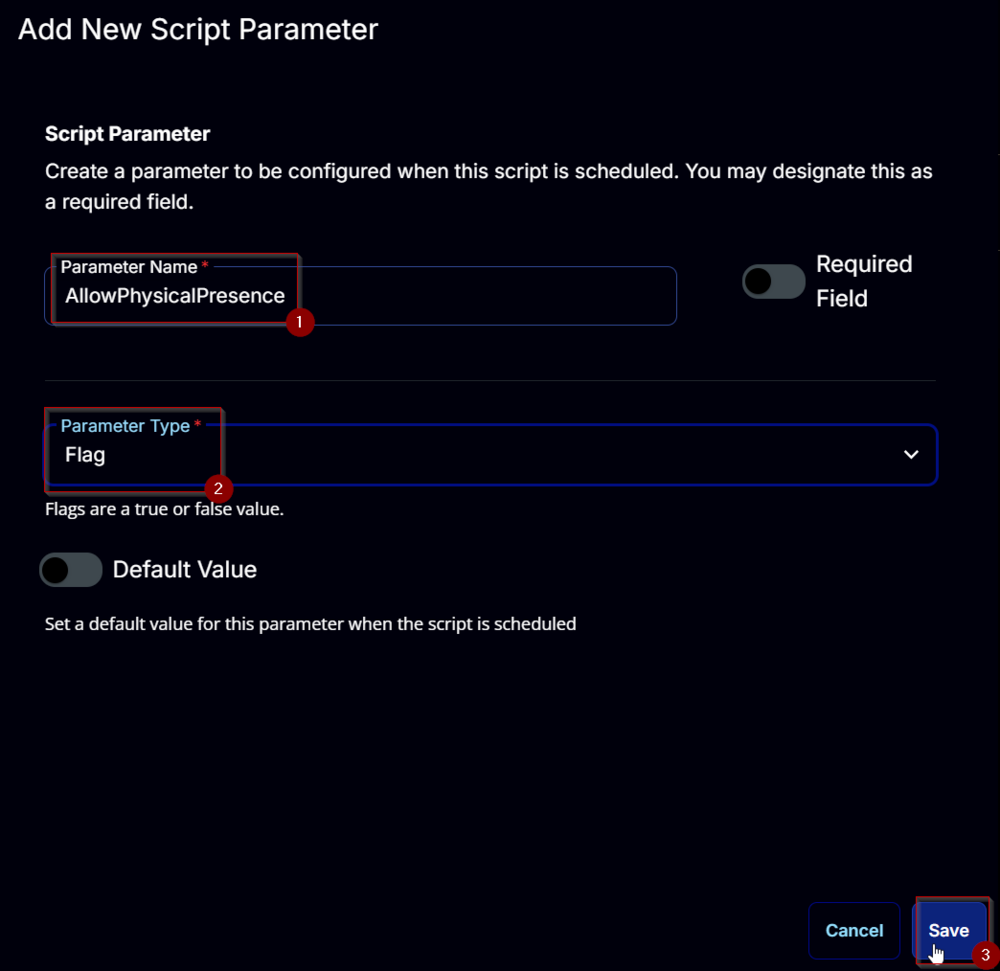 Add New Script Parameter
Script Parameter
Create a parameter to be configured when this script is scheduled. You may designate this as
a required field.
Parameter Name *
AllowPhysicalPresence
1
Required
Field
Parameter Type *
Flag
2
Flags are a true or false value.
Default Value
Set a default value for this parameter when the script is scheduled
Cancel
Save
3